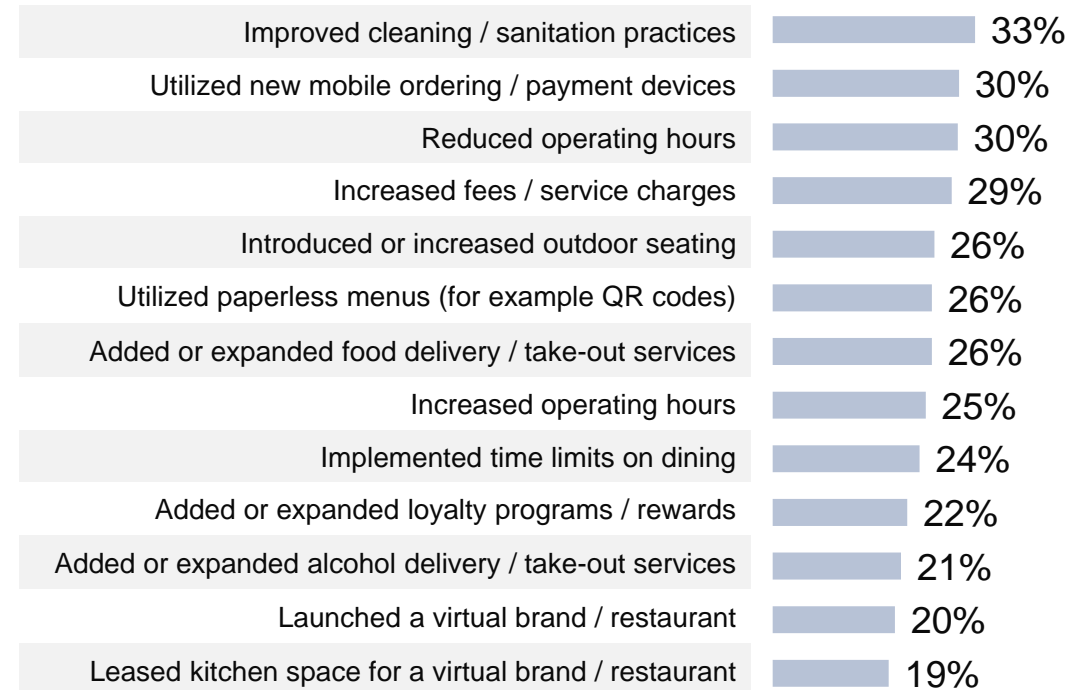 Improved cleaning / sanitation practices 33%
Utilized new mobile ordering / payment devices 30%
Reduced operating hours 30%
Increased fees / service charges 29%
Introduced or increased outdoor seating 26%
Utilized paperless menus (for example QR codes) 26%
Added or expanded food delivery / take-out services 26%
Increased operating hours 25%
Implemented time limits on dining 24%
Added or expanded loyalty programs / rewards 22%
Added or expanded alcohol delivery / take-out services 21%
Launched a virtual brand / restaurant 20%
Leased kitchen space for a virtual brand / restaurant 19%